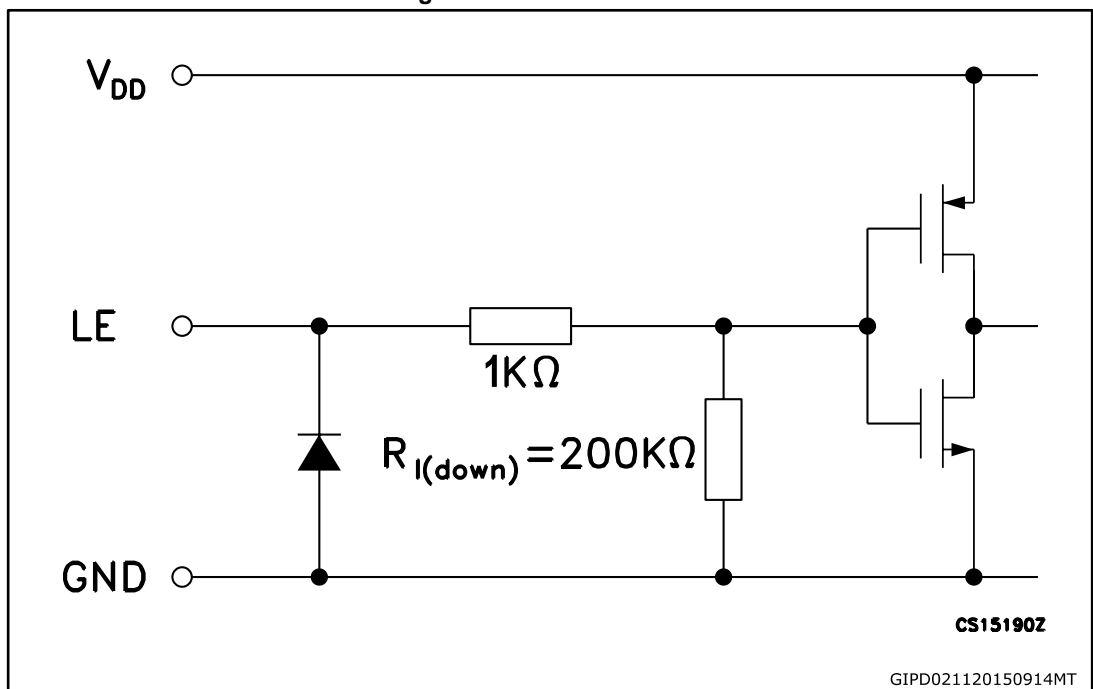 V_DD
LE
1KΩ
R_I(down) =200KΩ
GND
CS15190Z
GIPD021120150914MT